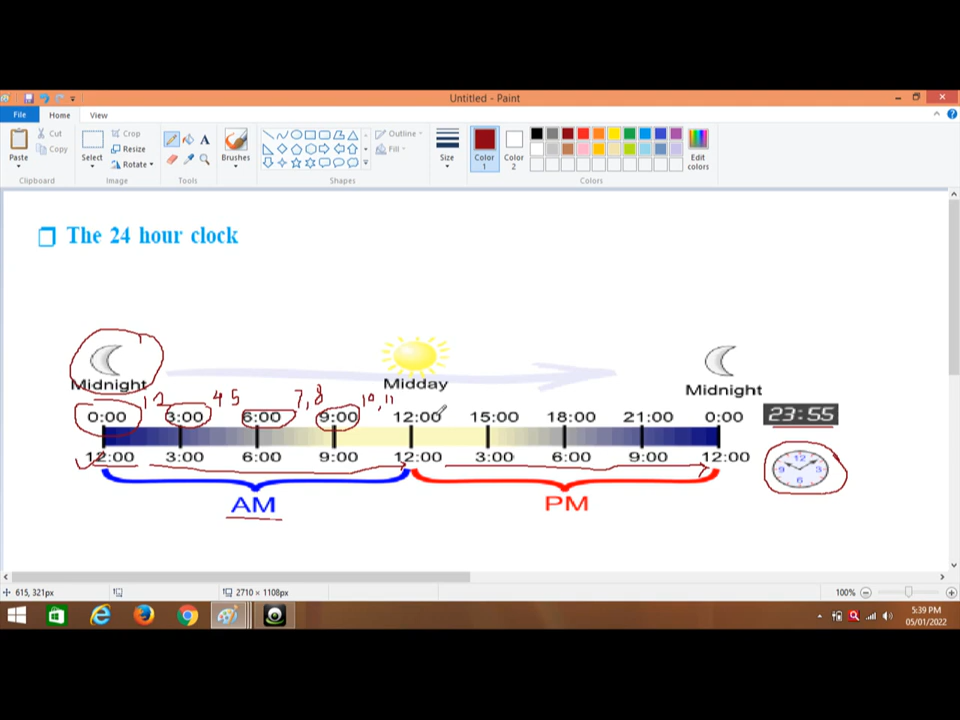 Untitled - Paint
File Home View
Paste
Cut
Copy
Clipboard
Select
Crop
Resize
Rotate
Image
A
Tools
Brushes
Outline
Fill
Shapes
Size
Color 1
Color 2
Edit colors
Colors
The 24 hour clock
Midnight
Midday
Midnight
1 2 4 5 7, 8 10, 11
0:00 3:00 6:00 9:00 12:00 15:00 18:00 21:00 0:00 23:55
12:00 3:00 6:00 9:00 12:00 3:00 6:00 9:00 12:00
12
9 3
6
AM PM
615, 321px
2710 × 1108px
100%
5:39 PM
05/01/2022